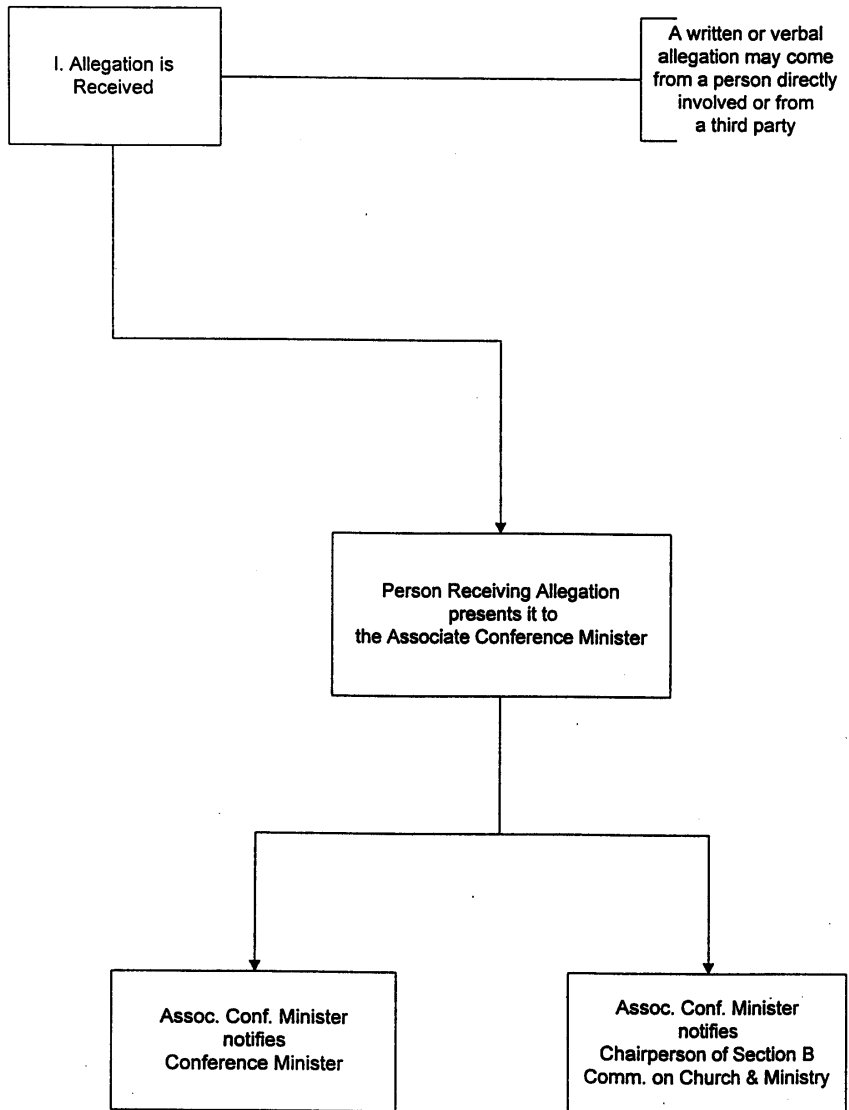 I. Allegation is
Received
A written or verbal
allegation may come
from a person directly
involved or from
a third party
Person Receiving Allegation
presents it to
the Associate Conference Minister
Assoc. Conf. Minister
notifies
Conference Minister
Assoc. Conf. Minister
notifies
Chairperson of Section B
Comm. on Church & Ministry